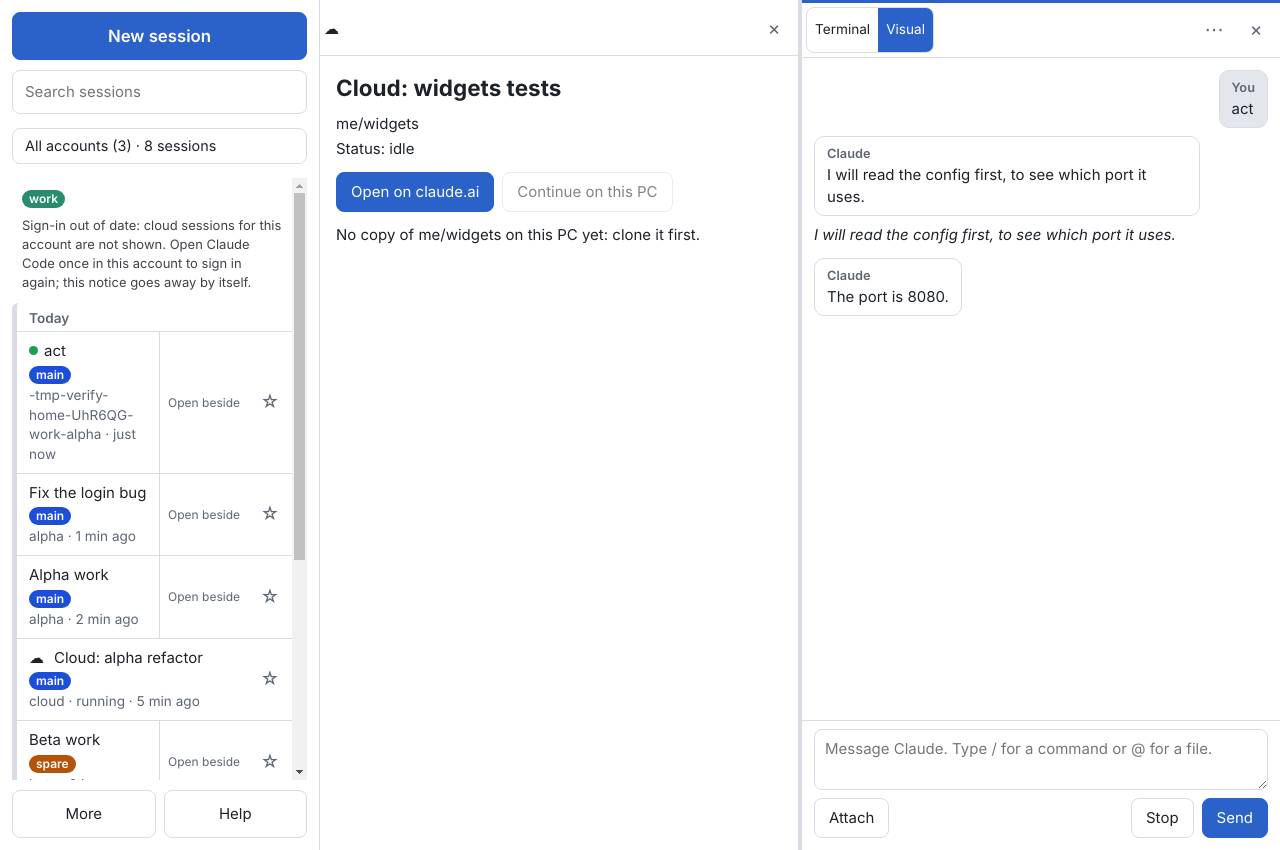 New session
Search sessions
All accounts (3) · 8 sessions
work
Sign-in out of date: cloud sessions for this
account are not shown. Open Claude
Code once in this account to sign in
again; this notice goes away by itself.
Today
act
main
-tmp-verify-
home-UhR6QG-
work-alpha · just
now
Open beside
Fix the login bug
main
alpha · 1 min ago
Open beside
Alpha work
main
alpha · 2 min ago
Open beside
Cloud: alpha refactor
main
cloud · running · 5 min ago
Beta work
spare
Open beside
More
Help
Cloud: widgets tests
me/widgets
Status: idle
Open on claude.ai
Continue on this PC
No copy of me/widgets on this PC yet: clone it first.
Terminal
Visual
You
act
Claude
I will read the config first, to see which port it
uses.
I will read the config first, to see which port it uses.
Claude
The port is 8080.
Message Claude. Type / for a command or @ for a file.
Attach
Stop
Send